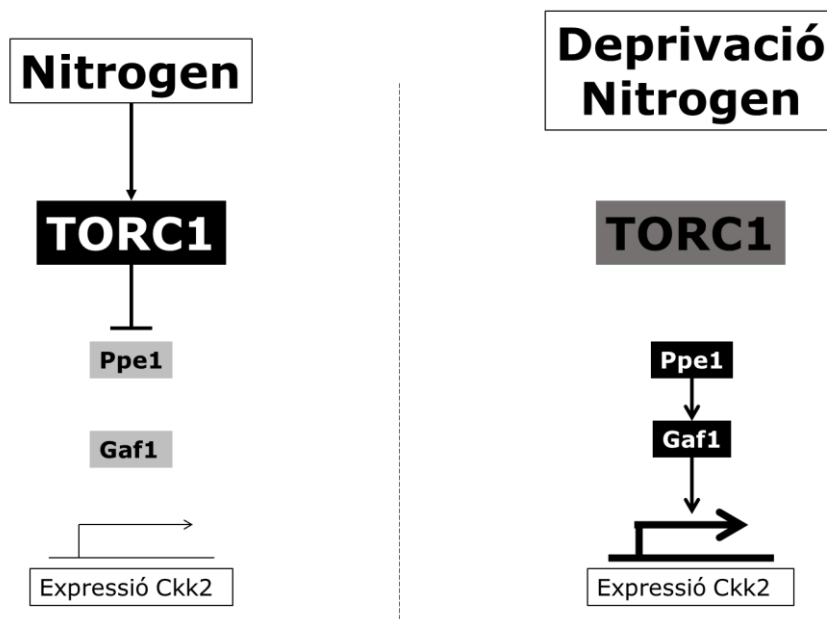 Nitrogen
TORC1
Ppe1
Gaf1
Expressió Ckk2
Deprivació
Nitrogen
TORC1
Ppe1
Gaf1
Expressió Ckk2